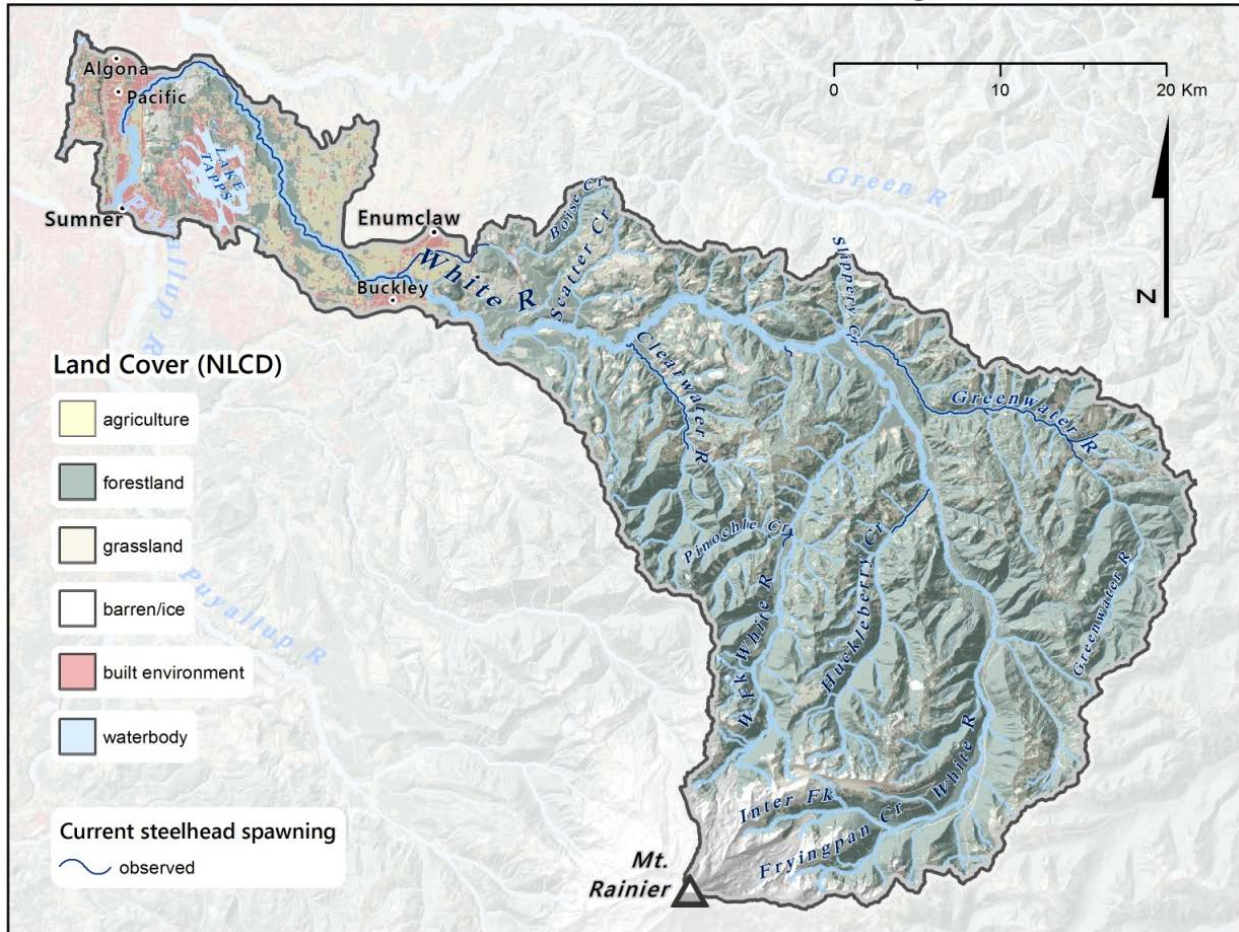 Algona
Pacific
LAKE
TAPPS
Sumner
Puyallup R
Enumclaw
Buckley
White R
Boise Cr
Scatter Cr
Green R
Slippery Cr
0 10 20 Km
N
Clearwater R
Greenwater R
Land Cover (NLCD)
agriculture
forestland
grassland
barren/ice
built environment
waterbody
Pinochle Cr
Puyallup R
W Fk White R
Huckleberry Cr
Greenwater R
White R
Inter Fk
Fryingpan Cr
Mt.
Rainier
Current steelhead spawning
observed